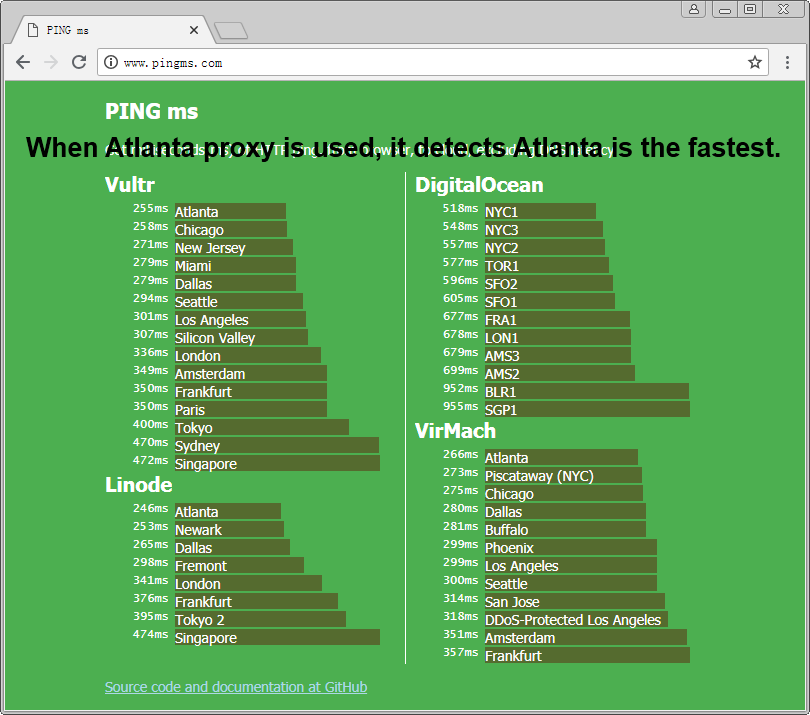 PING ms
www.pingms.com
PING ms
When Atlanta proxy is used, it detects Atlanta is the fastest.
Vultr
255ms Atlanta
258ms Chicago
271ms New Jersey
279ms Miami
279ms Dallas
294ms Seattle
301ms Los Angeles
307ms Silicon Valley
336ms London
349ms Amsterdam
350ms Frankfurt
350ms Paris
400ms Tokyo
470ms Sydney
472ms Singapore
Linode
246ms Atlanta
253ms Newark
265ms Dallas
298ms Fremont
341ms London
376ms Frankfurt
395ms Tokyo 2
474ms Singapore
DigitalOcean
518ms NYC1
548ms NYC3
557ms NYC2
577ms TOR1
596ms SFO2
605ms SFO1
677ms FRA1
678ms LON1
679ms AMS3
699ms AMS2
952ms BLR1
955ms SGP1
VirMach
266ms Atlanta
273ms Piscataway (NYC)
275ms Chicago
280ms Dallas
281ms Buffalo
299ms Phoenix
299ms Los Angeles
300ms Seattle
314ms San Jose
318ms DDoS-Protected Los Angeles
351ms Amsterdam
357ms Frankfurt
Source code and documentation at GitHub